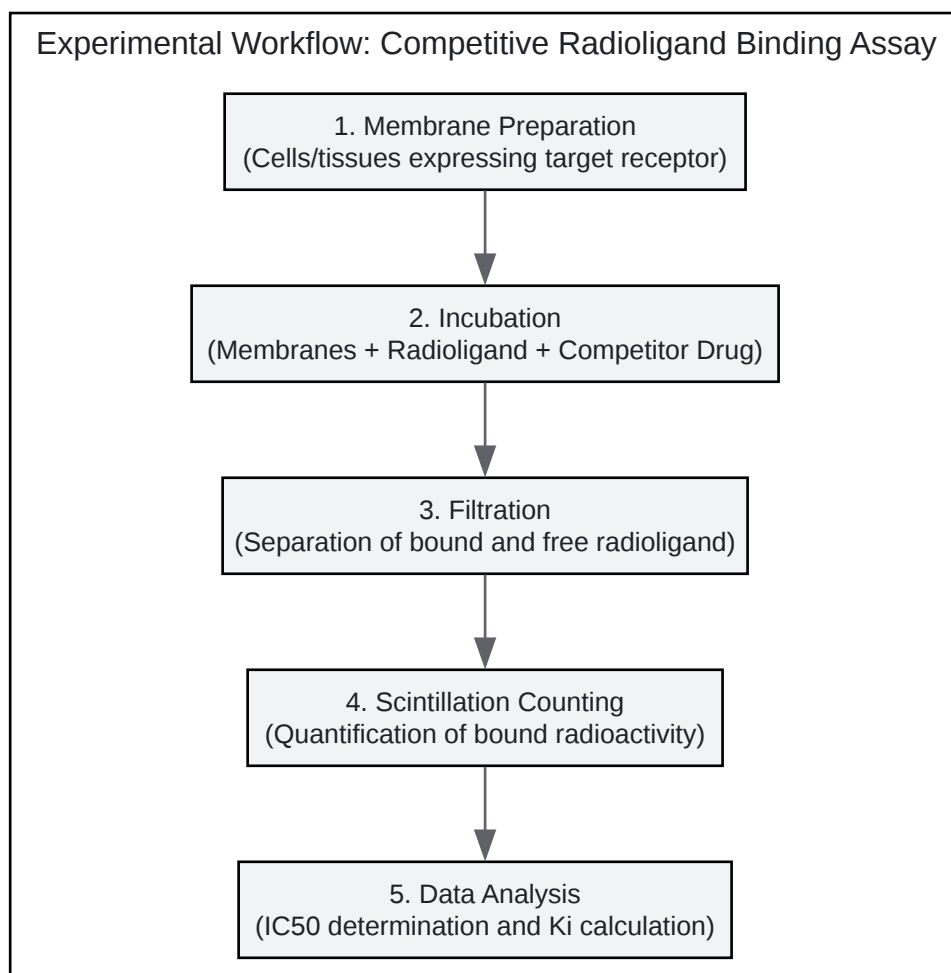 Experimental Workflow: Competitive Radioligand Binding Assay
1. Membrane Preparation
(Cells/tissues expressing target receptor)
2. Incubation
(Membranes + Radioligand + Competitor Drug)
3. Filtration
(Separation of bound and free radioligand)
4. Scintillation Counting
(Quantification of bound radioactivity)
5. Data Analysis
(IC50 determination and Ki calculation)